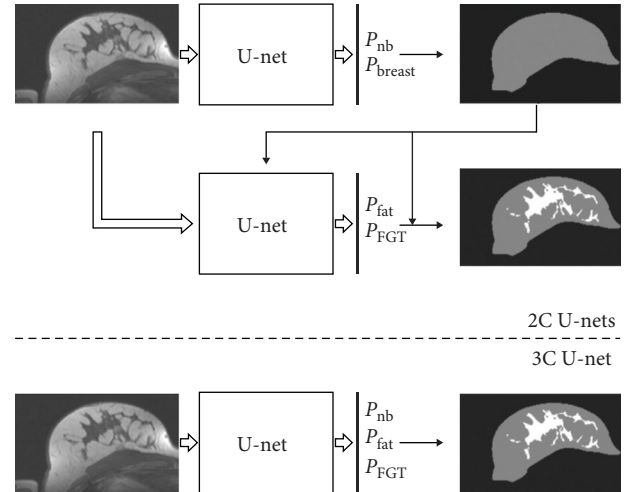 U-net
P_nb
P_breast
U-net
P_fat
P_FGT
2C U-nets
3C U-net
U-net
P_nb
P_fat
P_FGT